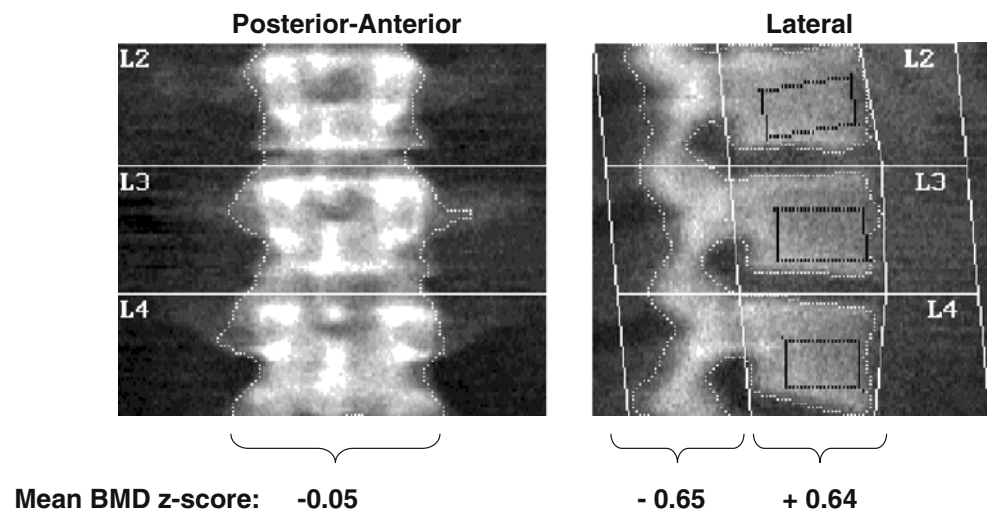 Posterior-Anterior
Lateral
L2
L3
L4
L2
L3
L4
Mean BMD z-score: -0.05 - 0.65 + 0.64